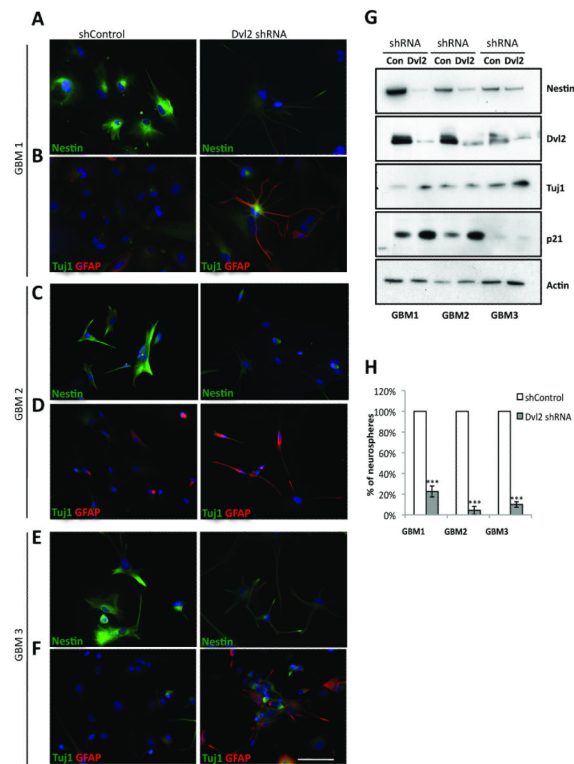 A
shControl
Dvl2 shRNA
GBM 1
Nestin
Nestin
B
Tuj1 GFAP
Tuj1 GFAP
C
GBM 2
Nestin
Nestin
D
Tuj1 GFAP
Tuj1 GFAP
E
GBM 3
Nestin
Nestin
F
Tuj1 GFAP
Tuj1 GFAP
G
shRNA shRNA shRNA
Con Dvl2 Con Dvl2 Con Dvl2
Nestin
Dvl2
Tuj1
p21
Actin
GBM1 GBM2 GBM3
H
shControl
Dvl2 shRNA
% of neurospheres
120%
100%
80%
60%
40%
20%
0%
*** *** ***
GBM1 GBM2 GBM3